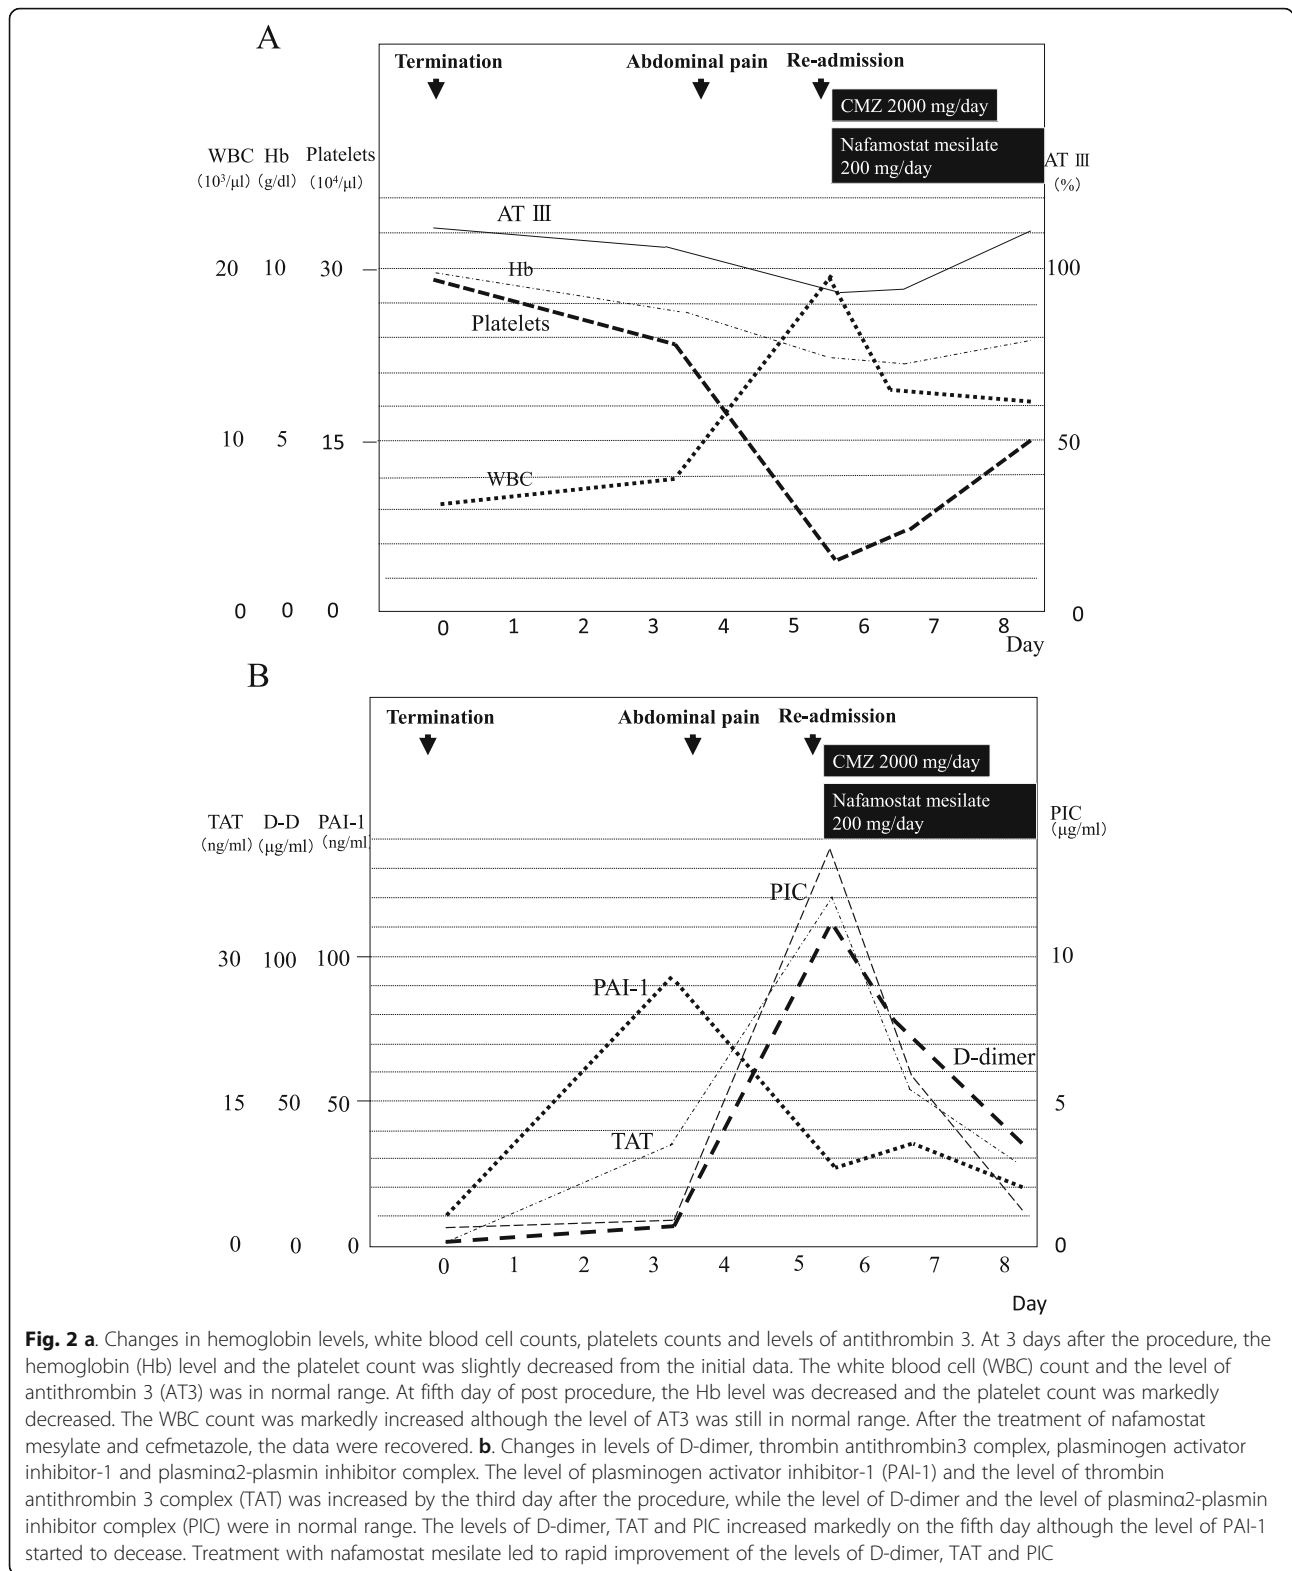 A
Termination Abdominal pain Re-admission
CMZ 2000 mg/day
Nafamostat mesilate
200 mg/day
WBC Hb Platelets AT III
(10³/μl) (g/dl) (10⁴/μl) (%)
AT III
20 10 30 Hb 100
Platelets
10 5 15 50
WBC
0 0 0 0
0 1 2 3 4 5 6 7 8
Day
B
Termination Abdominal pain Re-admission
CMZ 2000 mg/day
Nafamostat mesilate
200 mg/day
TAT D-D PAI-1 PIC
(ng/ml) (μg/ml) (ng/ml) (μg/ml)
PIC
30 100 100 10
PAI-1
D-dimer
15 50 50 5
TAT
0 0 0 0
0 1 2 3 4 5 6 7 8
Day
Fig. 2 a. Changes in hemoglobin levels, white blood cell counts, platelets counts and levels of antithrombin 3. At 3 days after the procedure, the
hemoglobin (Hb) level and the platelet count was slightly decreased from the initial data. The white blood cell (WBC) count and the level of
antithrombin 3 (AT3) was in normal range. At fifth day of post procedure, the Hb level was decreased and the platelet count was markedly
decreased. The WBC count was markedly increased although the level of AT3 was still in normal range. After the treatment of nafamostat
mesylate and cefmetazole, the data were recovered. b. Changes in levels of D-dimer, thrombin antithrombin3 complex, plasminogen activator
inhibitor-1 and plasminα2-plasmin inhibitor complex. The level of plasminogen activator inhibitor-1 (PAI-1) and the level of thrombin
antithrombin 3 complex (TAT) was increased by the third day after the procedure, while the level of D-dimer and the level of plasminα2-plasmin
inhibitor complex (PIC) were in normal range. The levels of D-dimer, TAT and PIC increased markedly on the fifth day although the level of PAI-1
started to decease. Treatment with nafamostat mesilate led to rapid improvement of the levels of D-dimer, TAT and PIC